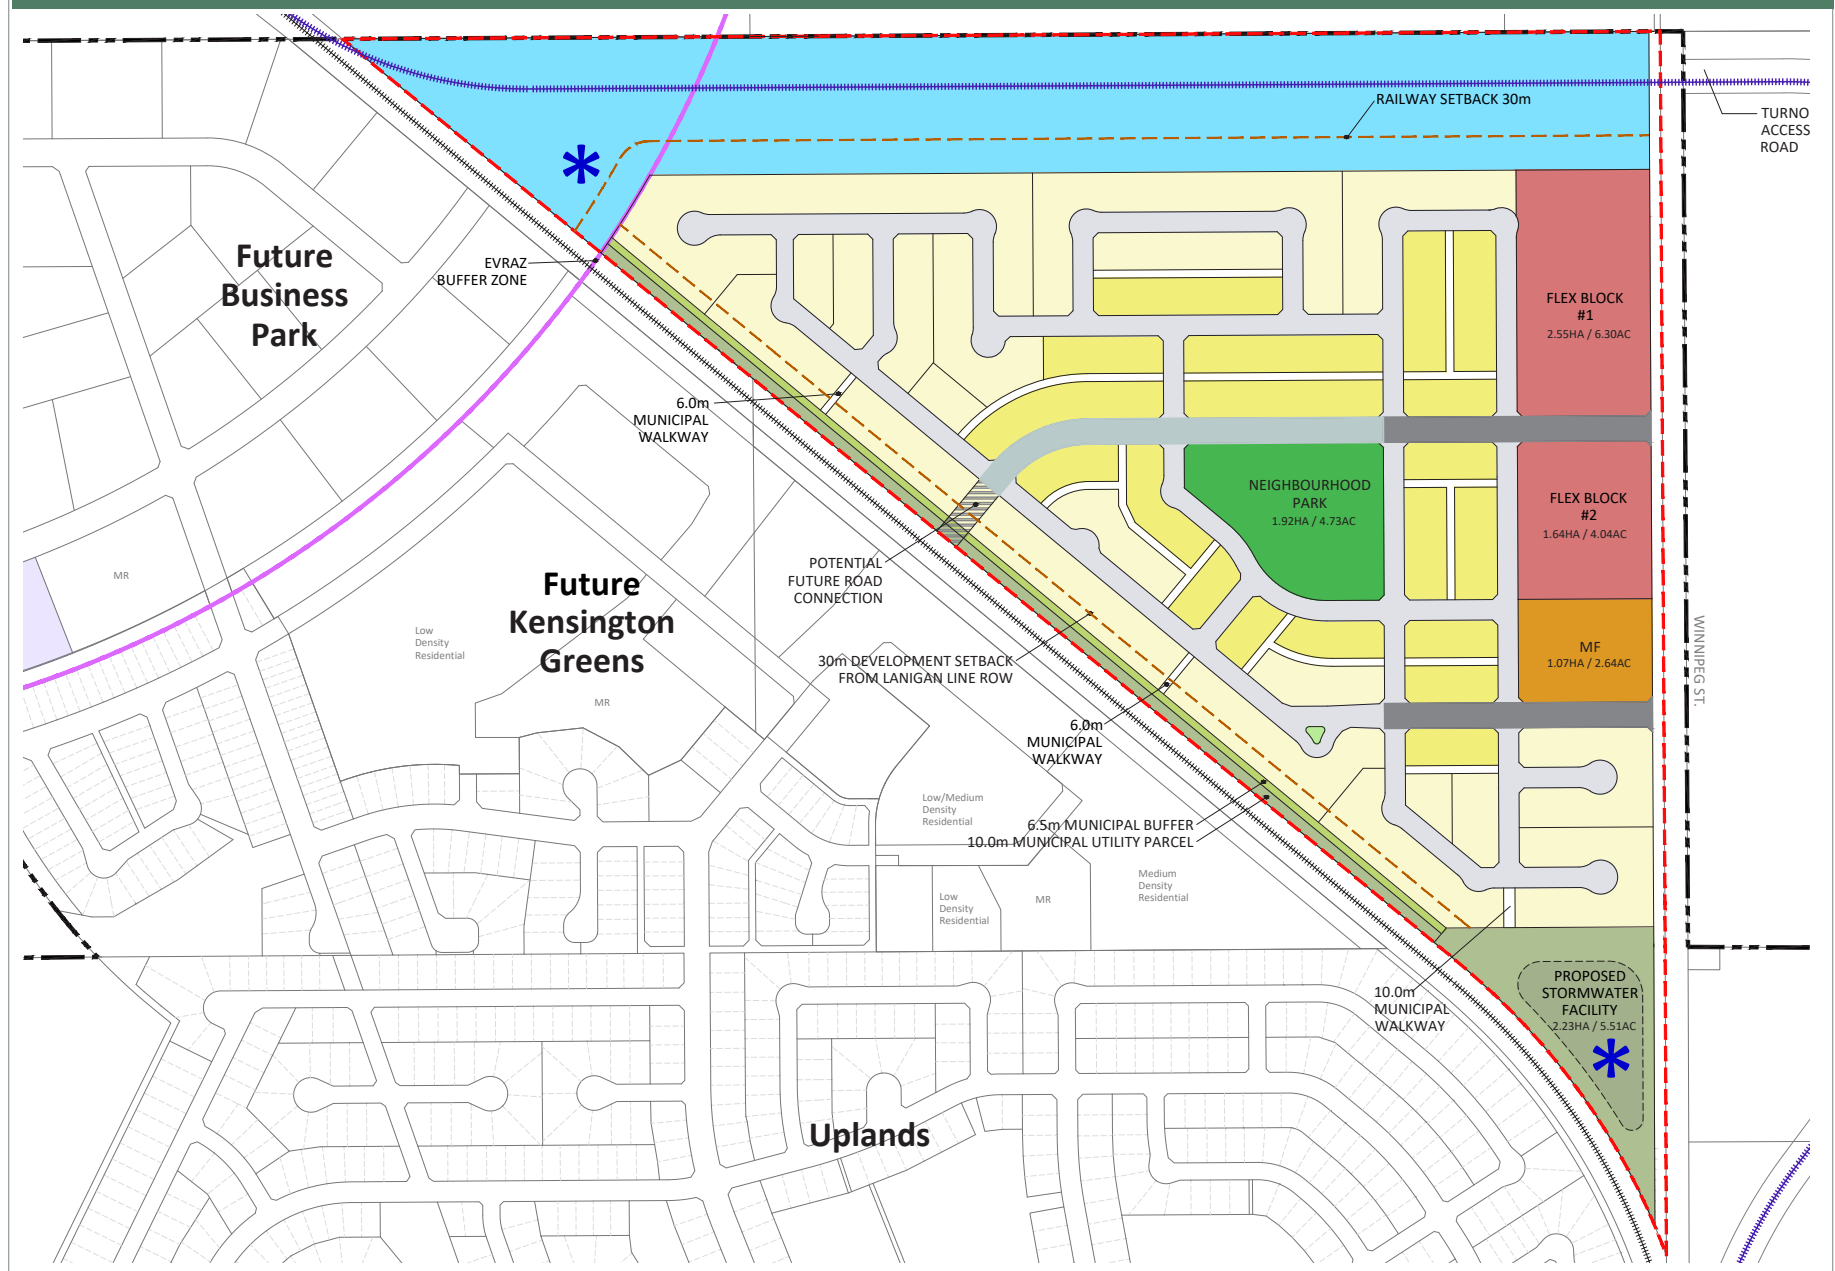 RAILWAY SETBACK 30m
TURNO
ACCESS
ROAD
Future
Business
Park
EVRAZ
BUFFER ZONE
FLEX BLOCK
#1
2.55HA / 6.30AC
6.0m
MUNICIPAL
WALKWAY
NEIGHBOURHOOD
PARK
1.92HA / 4.73AC
FLEX BLOCK
#2
1.64HA / 4.04AC
MR
POTENTIAL
FUTURE ROAD
CONNECTION
Future
Kensington
Greens
Low
Density
Residential
MR
30m DEVELOPMENT SETBACK
FROM LANIGAN LINE ROW
MF
1.07HA / 2.64AC
WINNIPEG ST.
6.0m
MUNICIPAL
WALKWAY
Low/Medium
Density
Residential
6.5m MUNICIPAL BUFFER
10.0m MUNICIPAL UTILITY PARCEL
Low
Density
Residential
MR
Medium
Density
Residential
10.0m
MUNICIPAL
WALKWAY
PROPOSED
STORMWATER
FACILITY
2.23HA / 5.51AC
Uplands